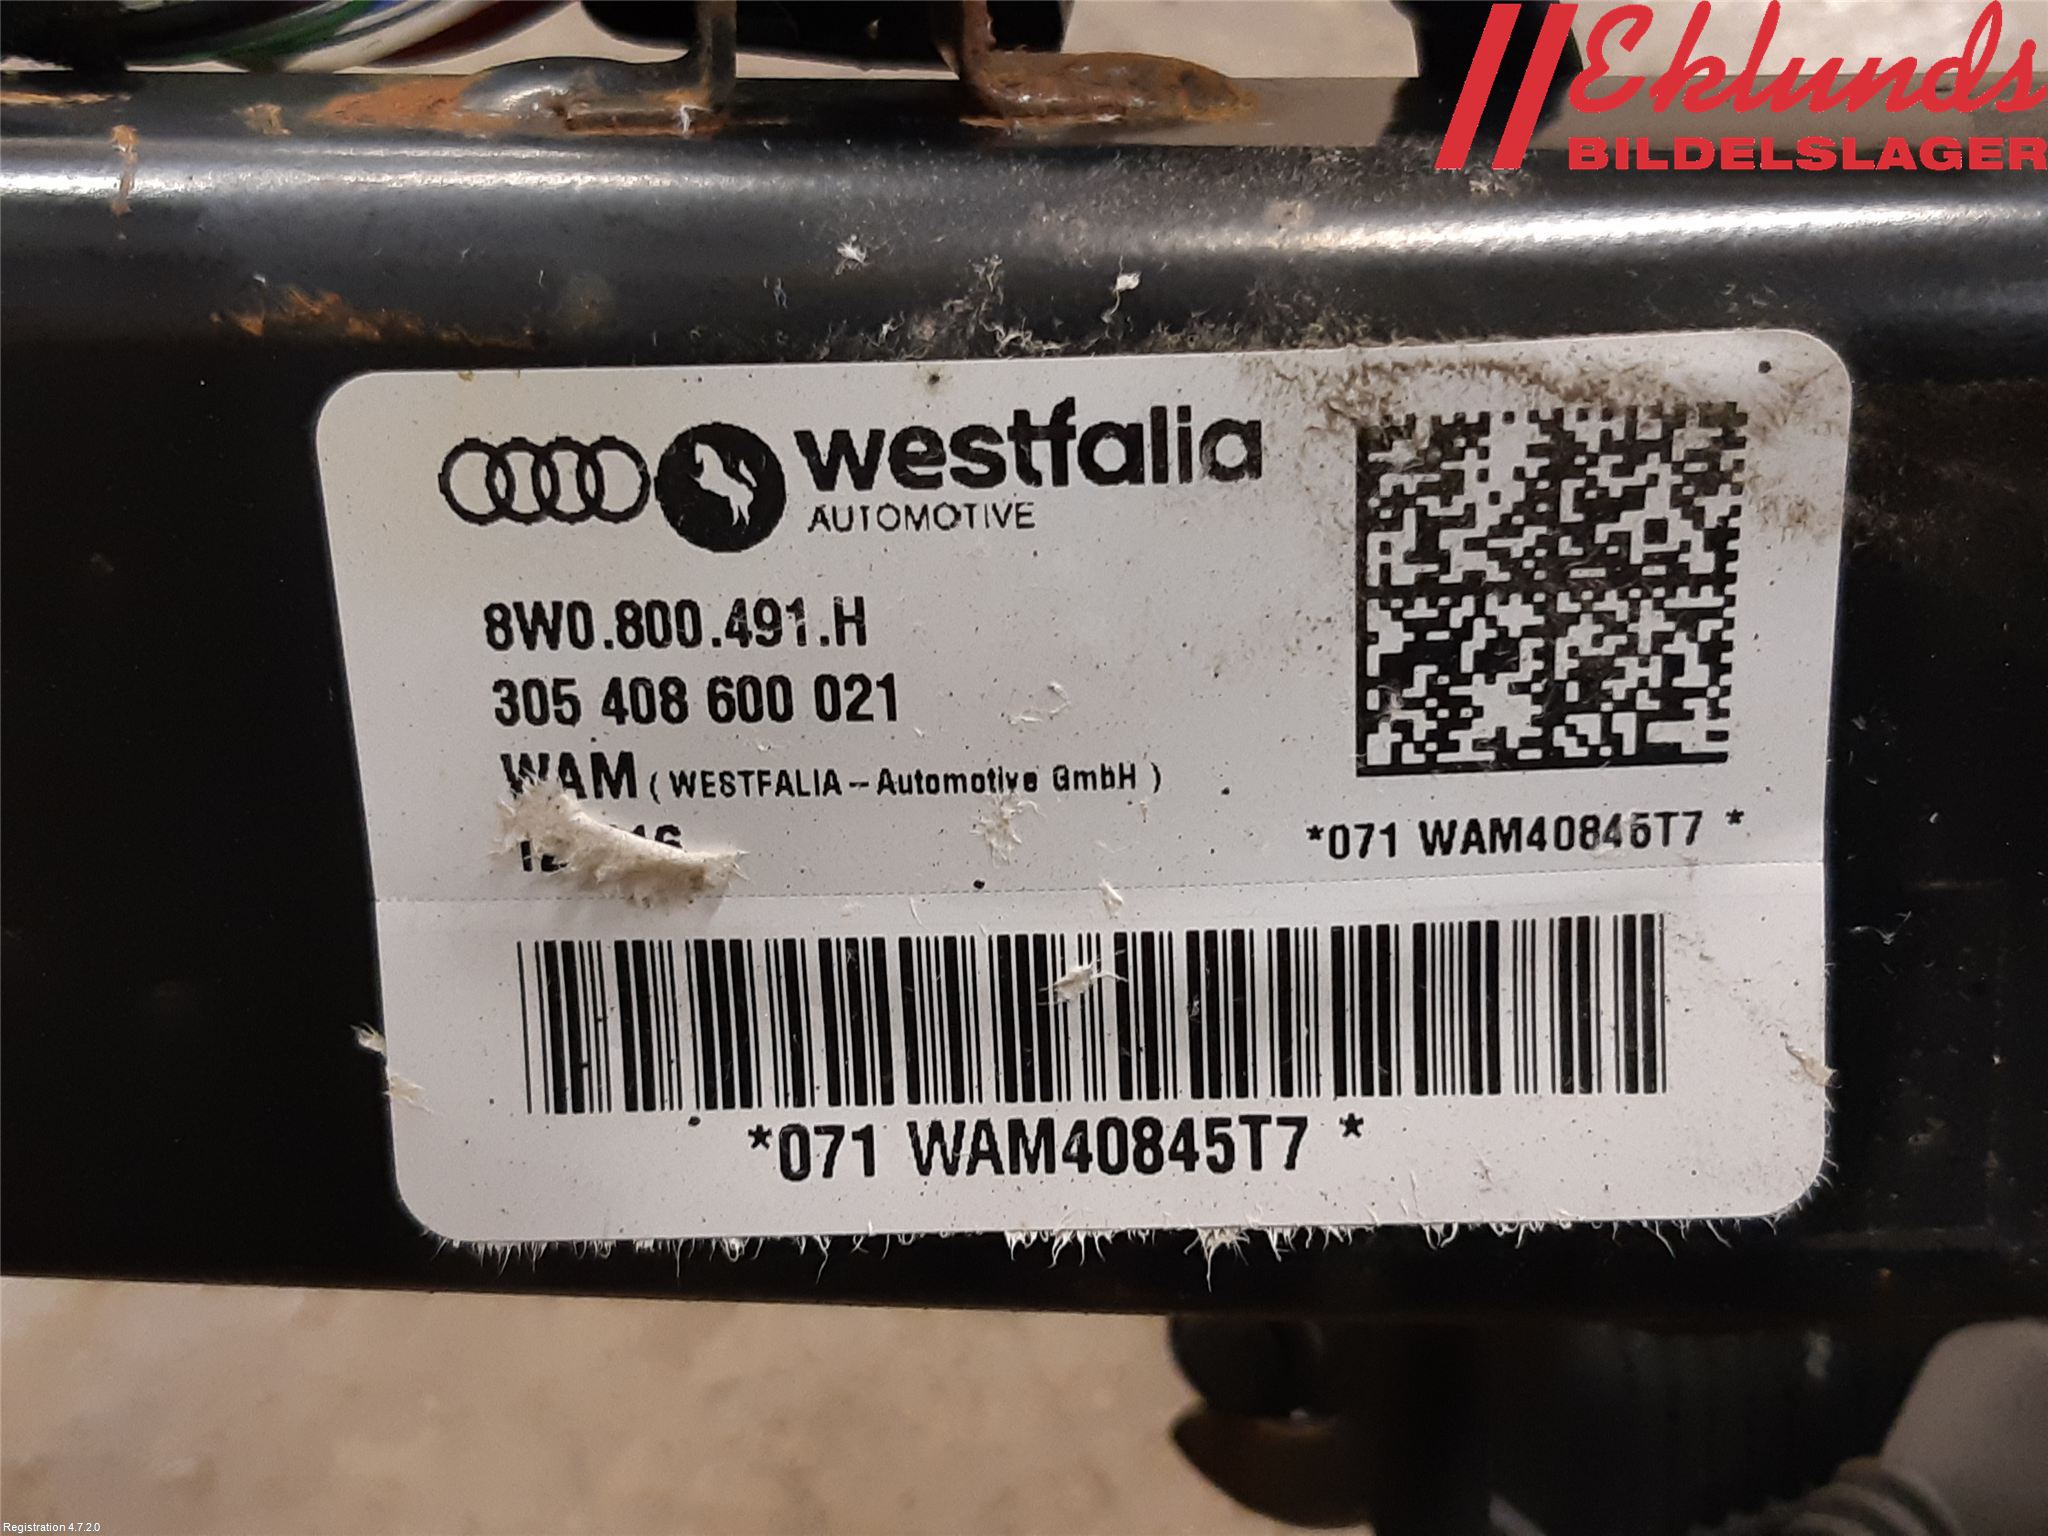 Eklunds
BILDELSLAGER
westfalia
AUTOMOTIVE
8W0.800.491.H
305 408 600 021
WAM ( WESTFALIA - Automotive GmbH )
*071 WAM40845T7 *
*071 WAM40845T7 *
Registration 4.7.2.0